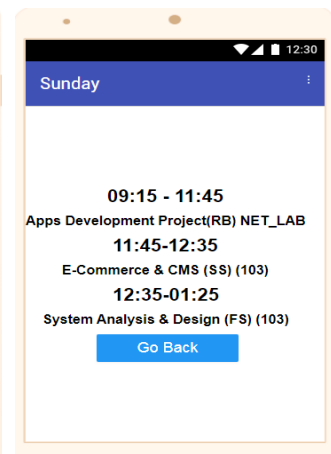 12:30
Sunday
09:15 - 11:45
Apps Development Project(RB) NET_LAB
11:45-12:35
E-Commerce & CMS (SS) (103)
12:35-01:25
System Analysis & Design (FS) (103)
Go Back